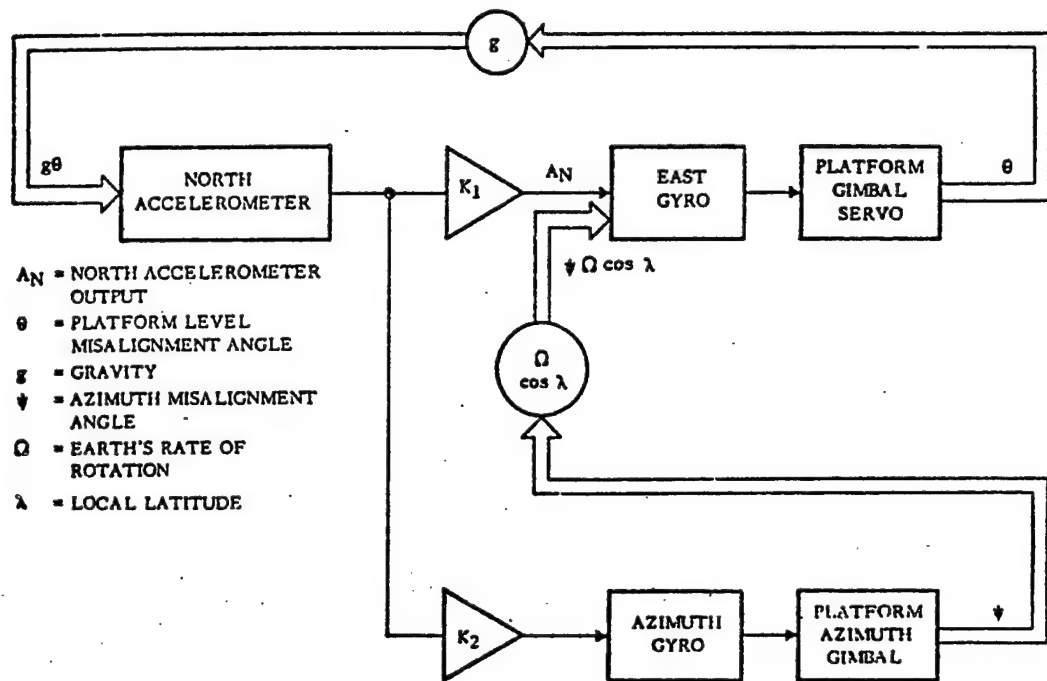 g
gθ
NORTH
ACCELEROMETER
K1
AN
EAST
GYRO
PLATFORM
GIMBAL
SERVO
θ
ψ Ω cos λ
Ω
cos λ
AN = NORTH ACCELEROMETER
OUTPUT
θ = PLATFORM LEVEL
MISALIGNMENT ANGLE
g = GRAVITY
ψ = AZIMUTH MISALIGNMENT
ANGLE
Ω = EARTH'S RATE OF
ROTATION
λ = LOCAL LATITUDE
K2
AZIMUTH
GYRO
PLATFORM
AZIMUTH
GIMBAL
ψ